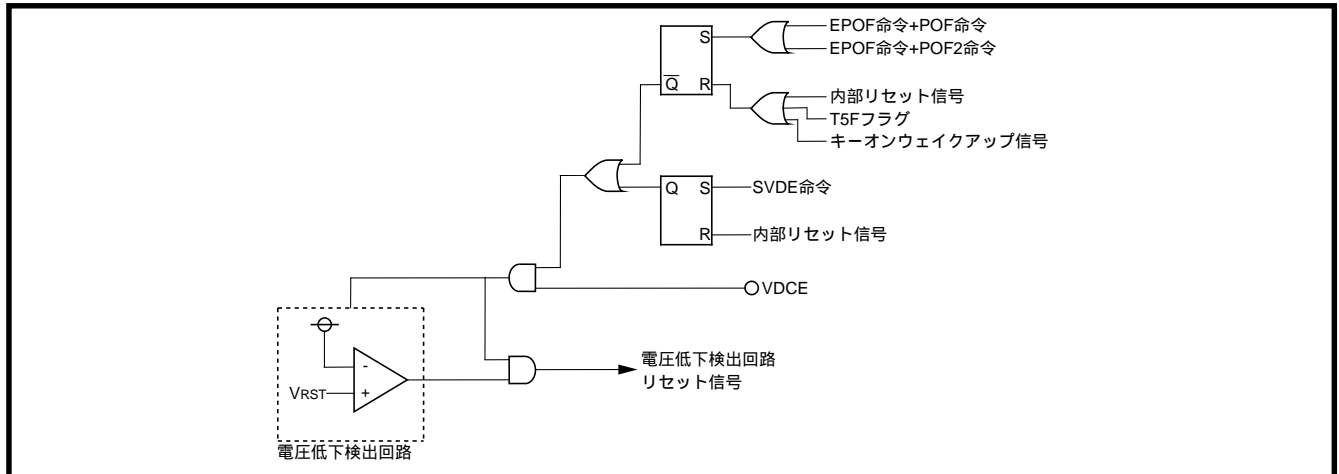 EPOF命令+POF命令
S
EPOF命令+POF2命令
Q R
内部リセット信号
T5Fフラグ
キーオンウェイクアップ信号
Q S
SVDE命令
R
内部リセット信号
VDCE
-
VRST
+
電圧低下検出回路
リセット信号
電圧低下検出回路